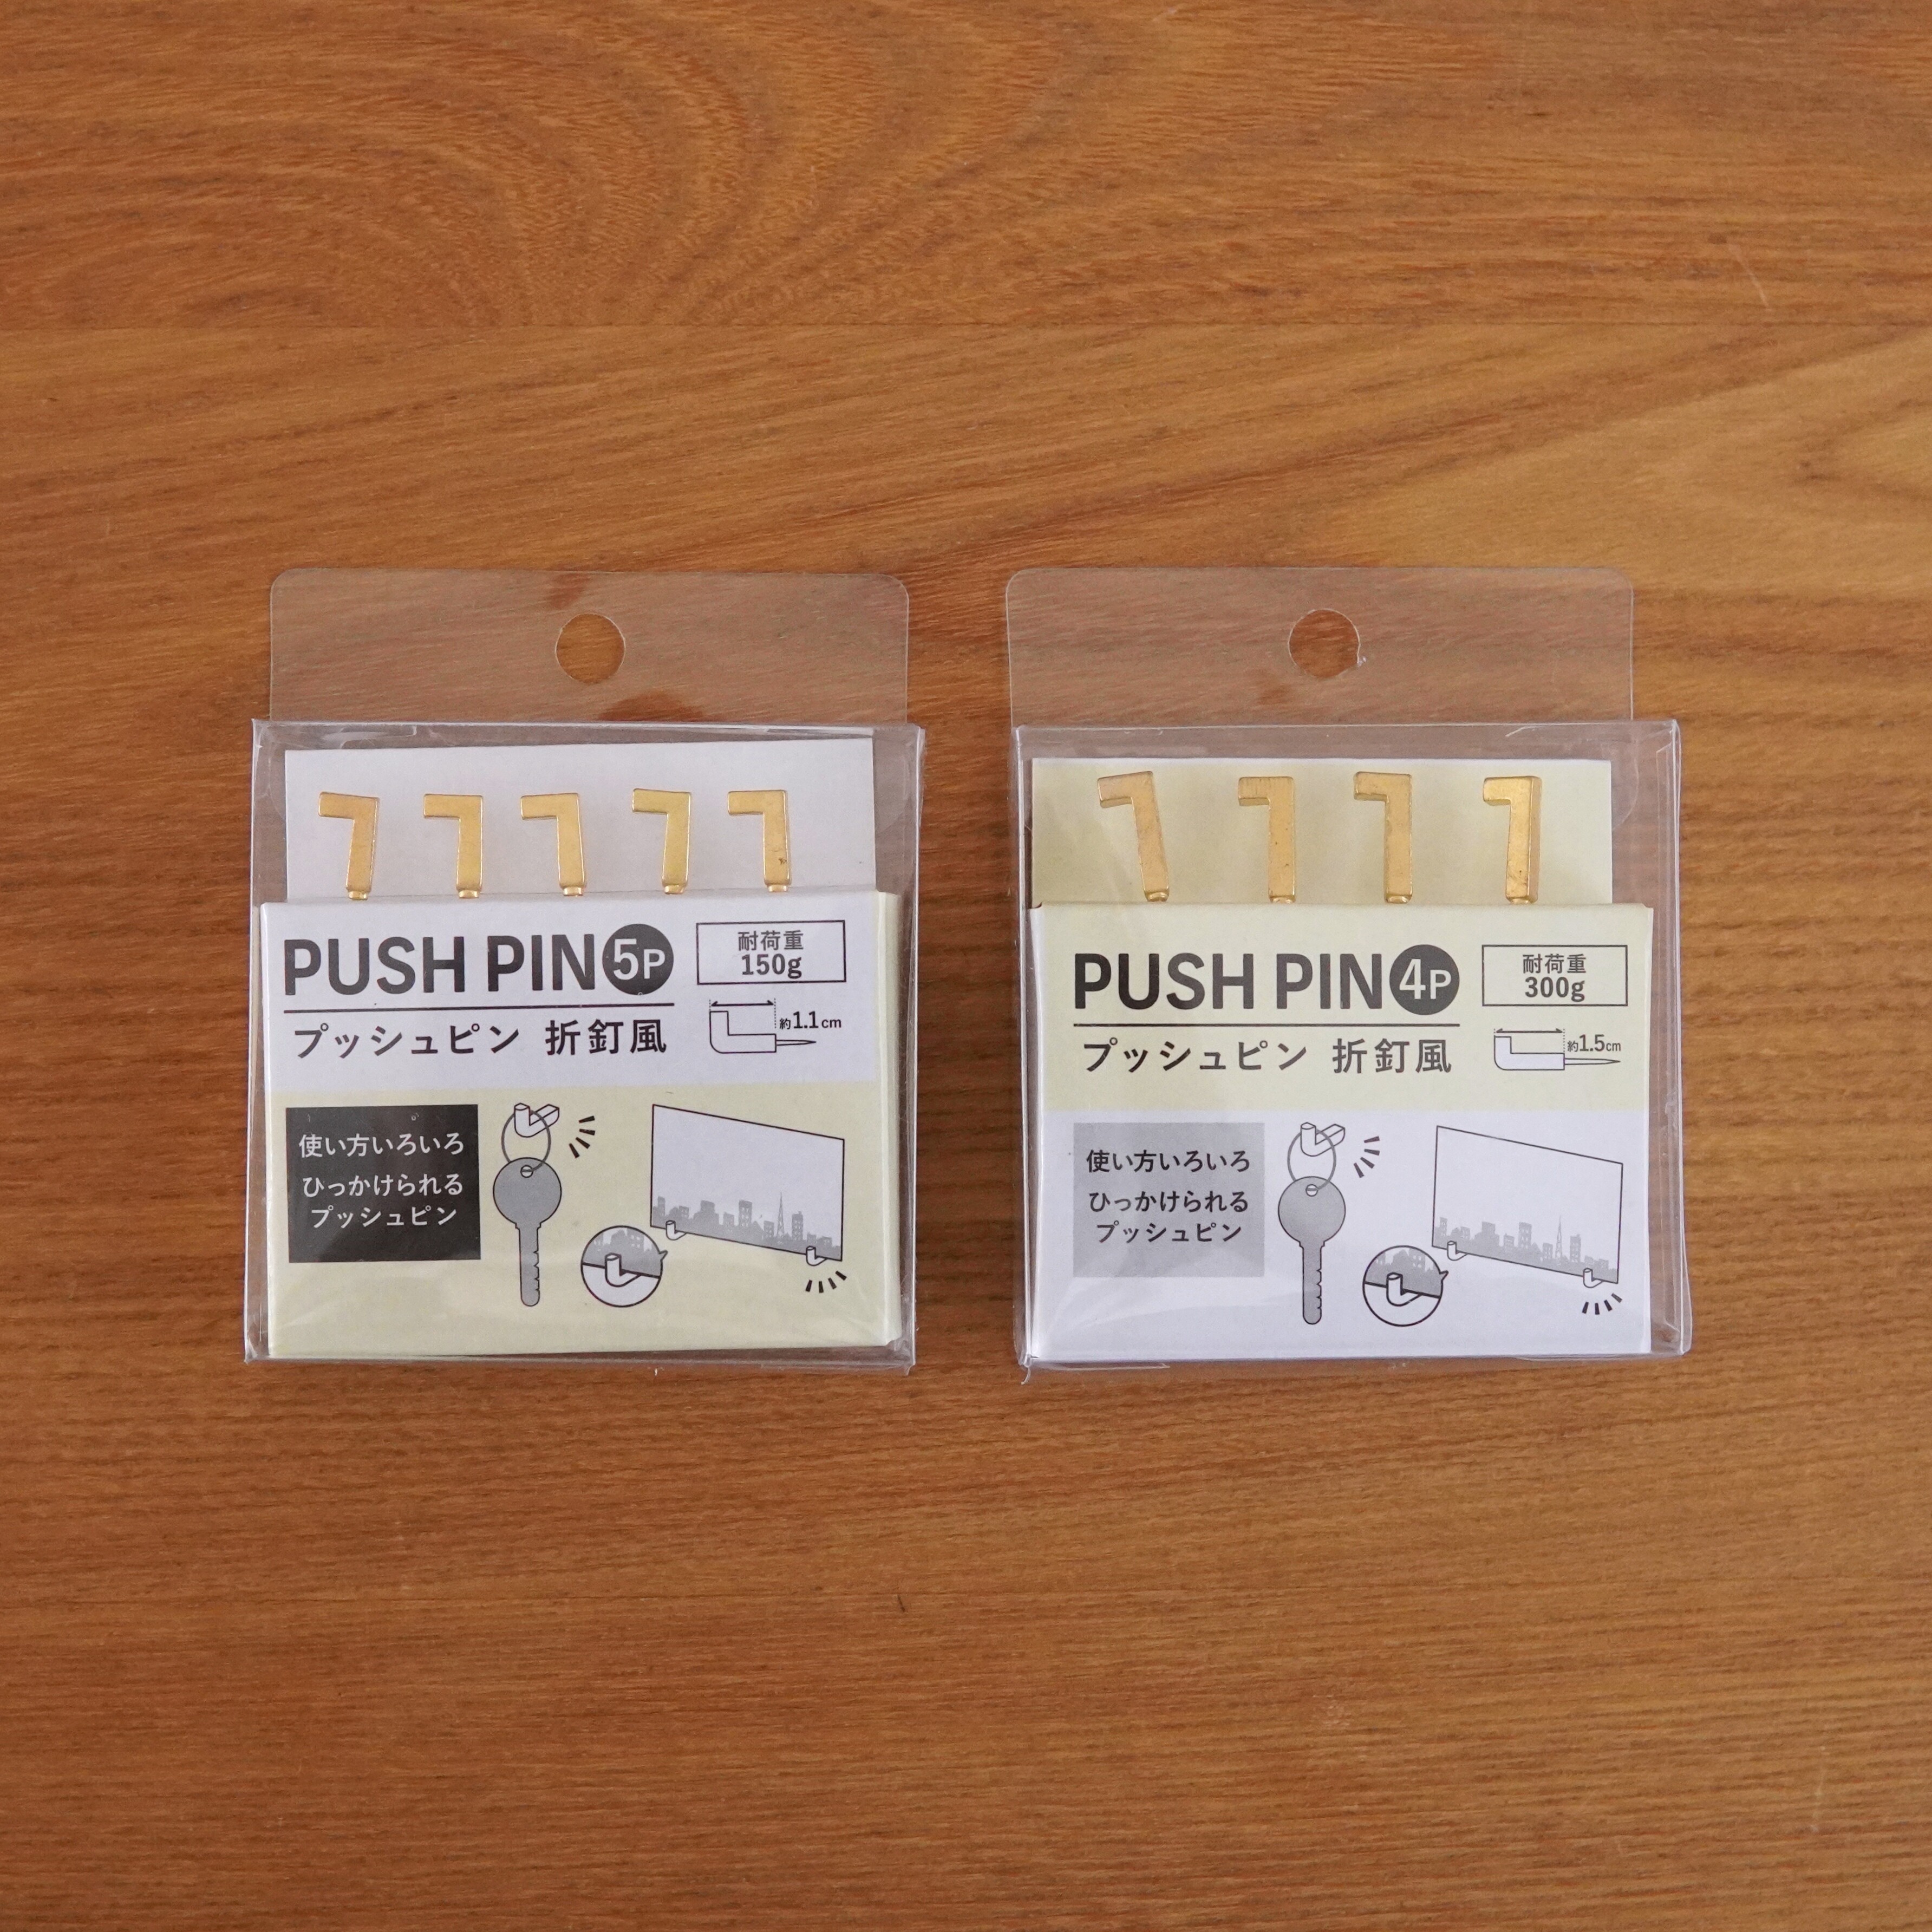 PUSH PIN 5P
耐荷重
150g
プッシュピン 折釘風
約1.1cm
使い方いろいろ
ひっかけられる
プッシュピン
PUSH PIN 4P
耐荷重
300g
プッシュピン 折釘風
約1.5cm
使い方いろいろ
ひっかけられる
プッシュピン